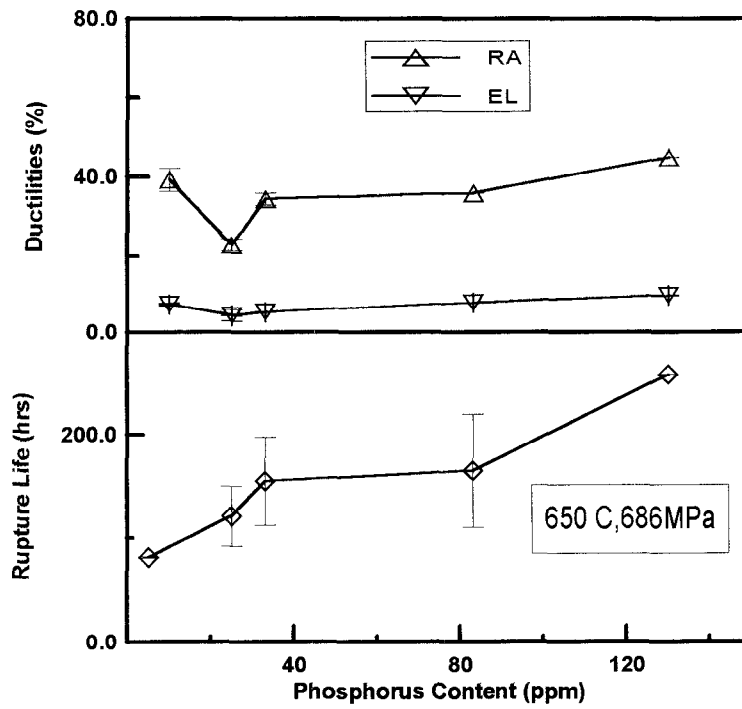 80.0
RA
EL
Ductilities (%)
40.0
0.0
Rupture Life (hrs)
200.0
650 C,686MPa
0.0
40
80
120
Phosphorus Content (ppm)